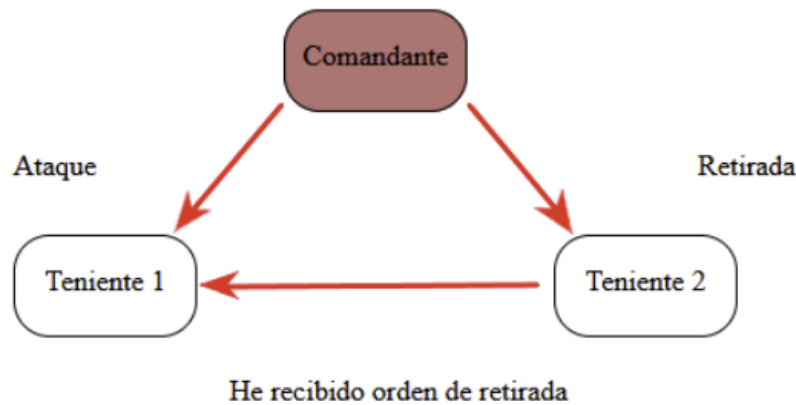 Comandante
Ataque
Retirada
Teniente 1
Teniente 2
He recibido orden de retirada